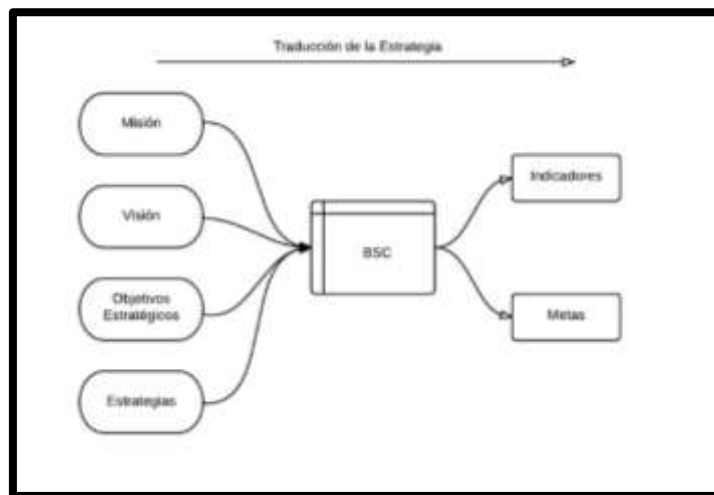 Traducción de la Estrategia
Misión
Visión
Objetivos
Estratégicos
Estrategias
BSC
Indicadores
Metas